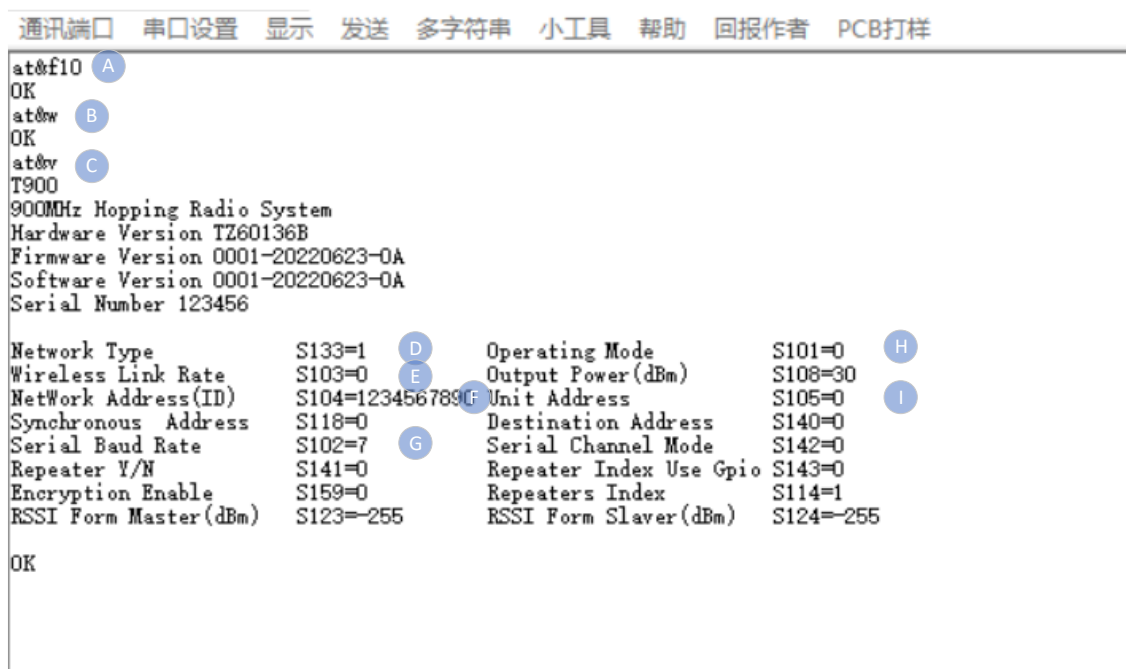 通讯端口 串口设置 显示 发送 多字符串 小工具 帮助 回报作者 PCB打样
at&f10 A
OK
at&w B
OK
at&v C
T900
900MHz Hopping Radio System
Hardware Version TZ60136B
Firmware Version 0001-20220623-0A
Software Version 0001-20220623-0A
Serial Number 123456
Network Type S133=1 D Operating Mode S101=0 H
Wireless Link Rate S103=0 E Output Power(dBm) S108=30
NetWork Address(ID) S104=1234567890 F Unit Address S105=0 I
Synchronous Address S118=0 Destination Address S140=0
Serial Baud Rate S102=7 G Serial Channel Mode S142=0
Repeater Y/N S141=0 Repeater Index Use Gpio S143=0
Encryption Enable S159=0 Repeaters Index S114=1
RSSI Form Master(dBm) S123=-255 RSSI Form Slaver(dBm) S124=-255
OK